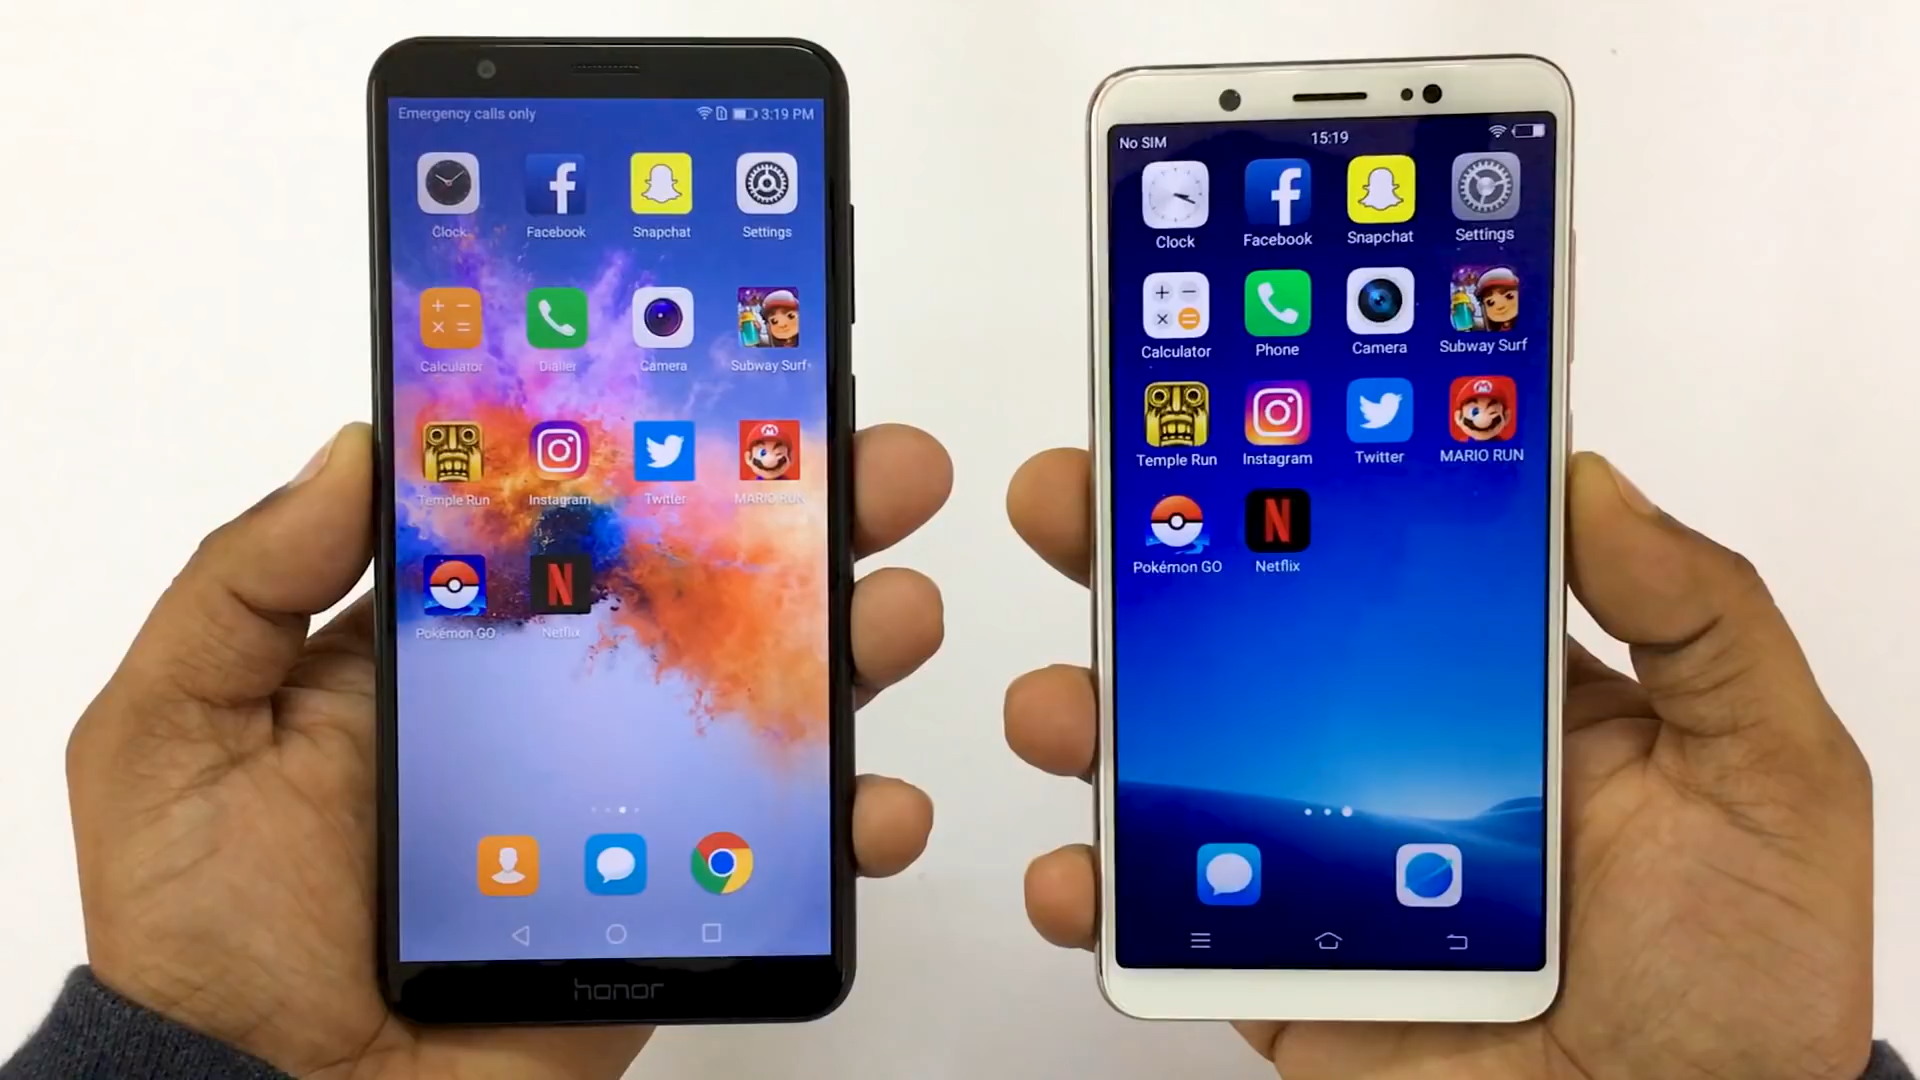 Emergency calls only 3:19 PM
Clock Facebook Snapchat Settings
Calculator Dialler Camera Subway Surf
Temple Run Instagram Twitter MARIO RUN
Pokémon GO Netflix
honor
No SIM 15:19
Clock Facebook Snapchat Settings
Calculator Phone Camera Subway Surf
Temple Run Instagram Twitter MARIO RUN
Pokémon GO Netflix